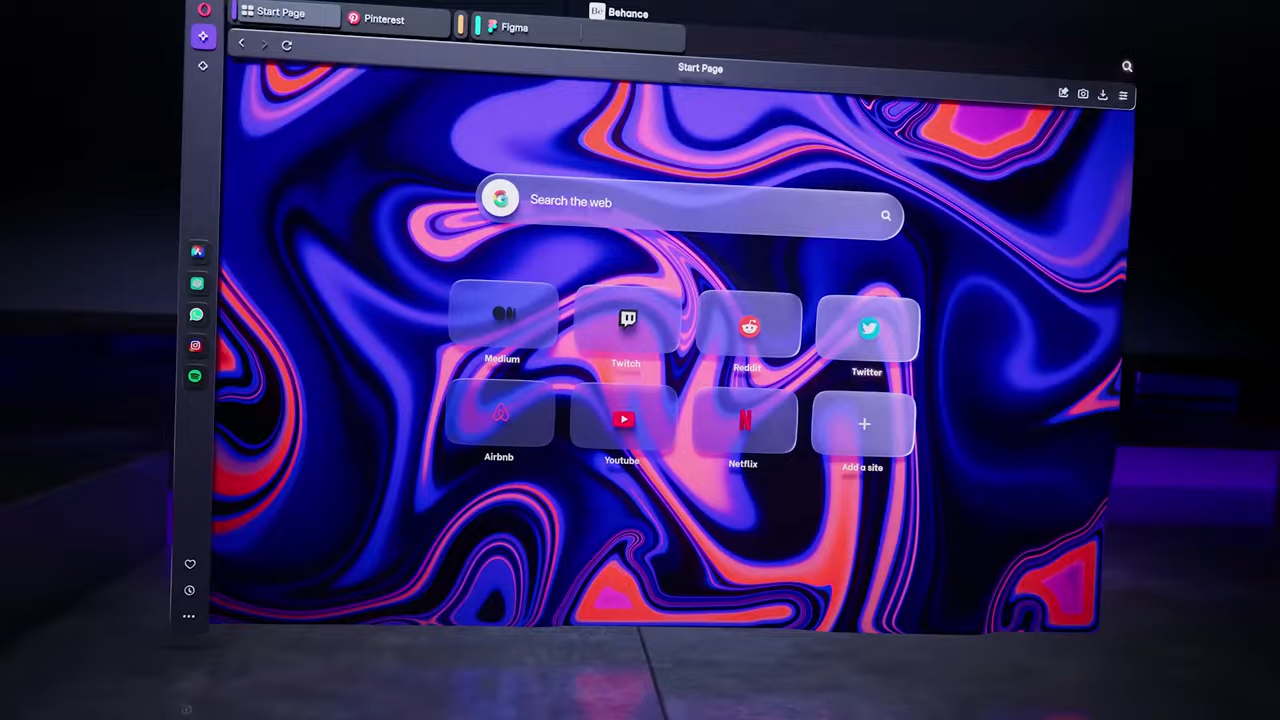 Start Page
Pinterest
Figma
Bē Behance
Start Page
Search the web
Medium
Twitch
Reddit
Twitter
Airbnb
Youtube
Netflix
Add a site